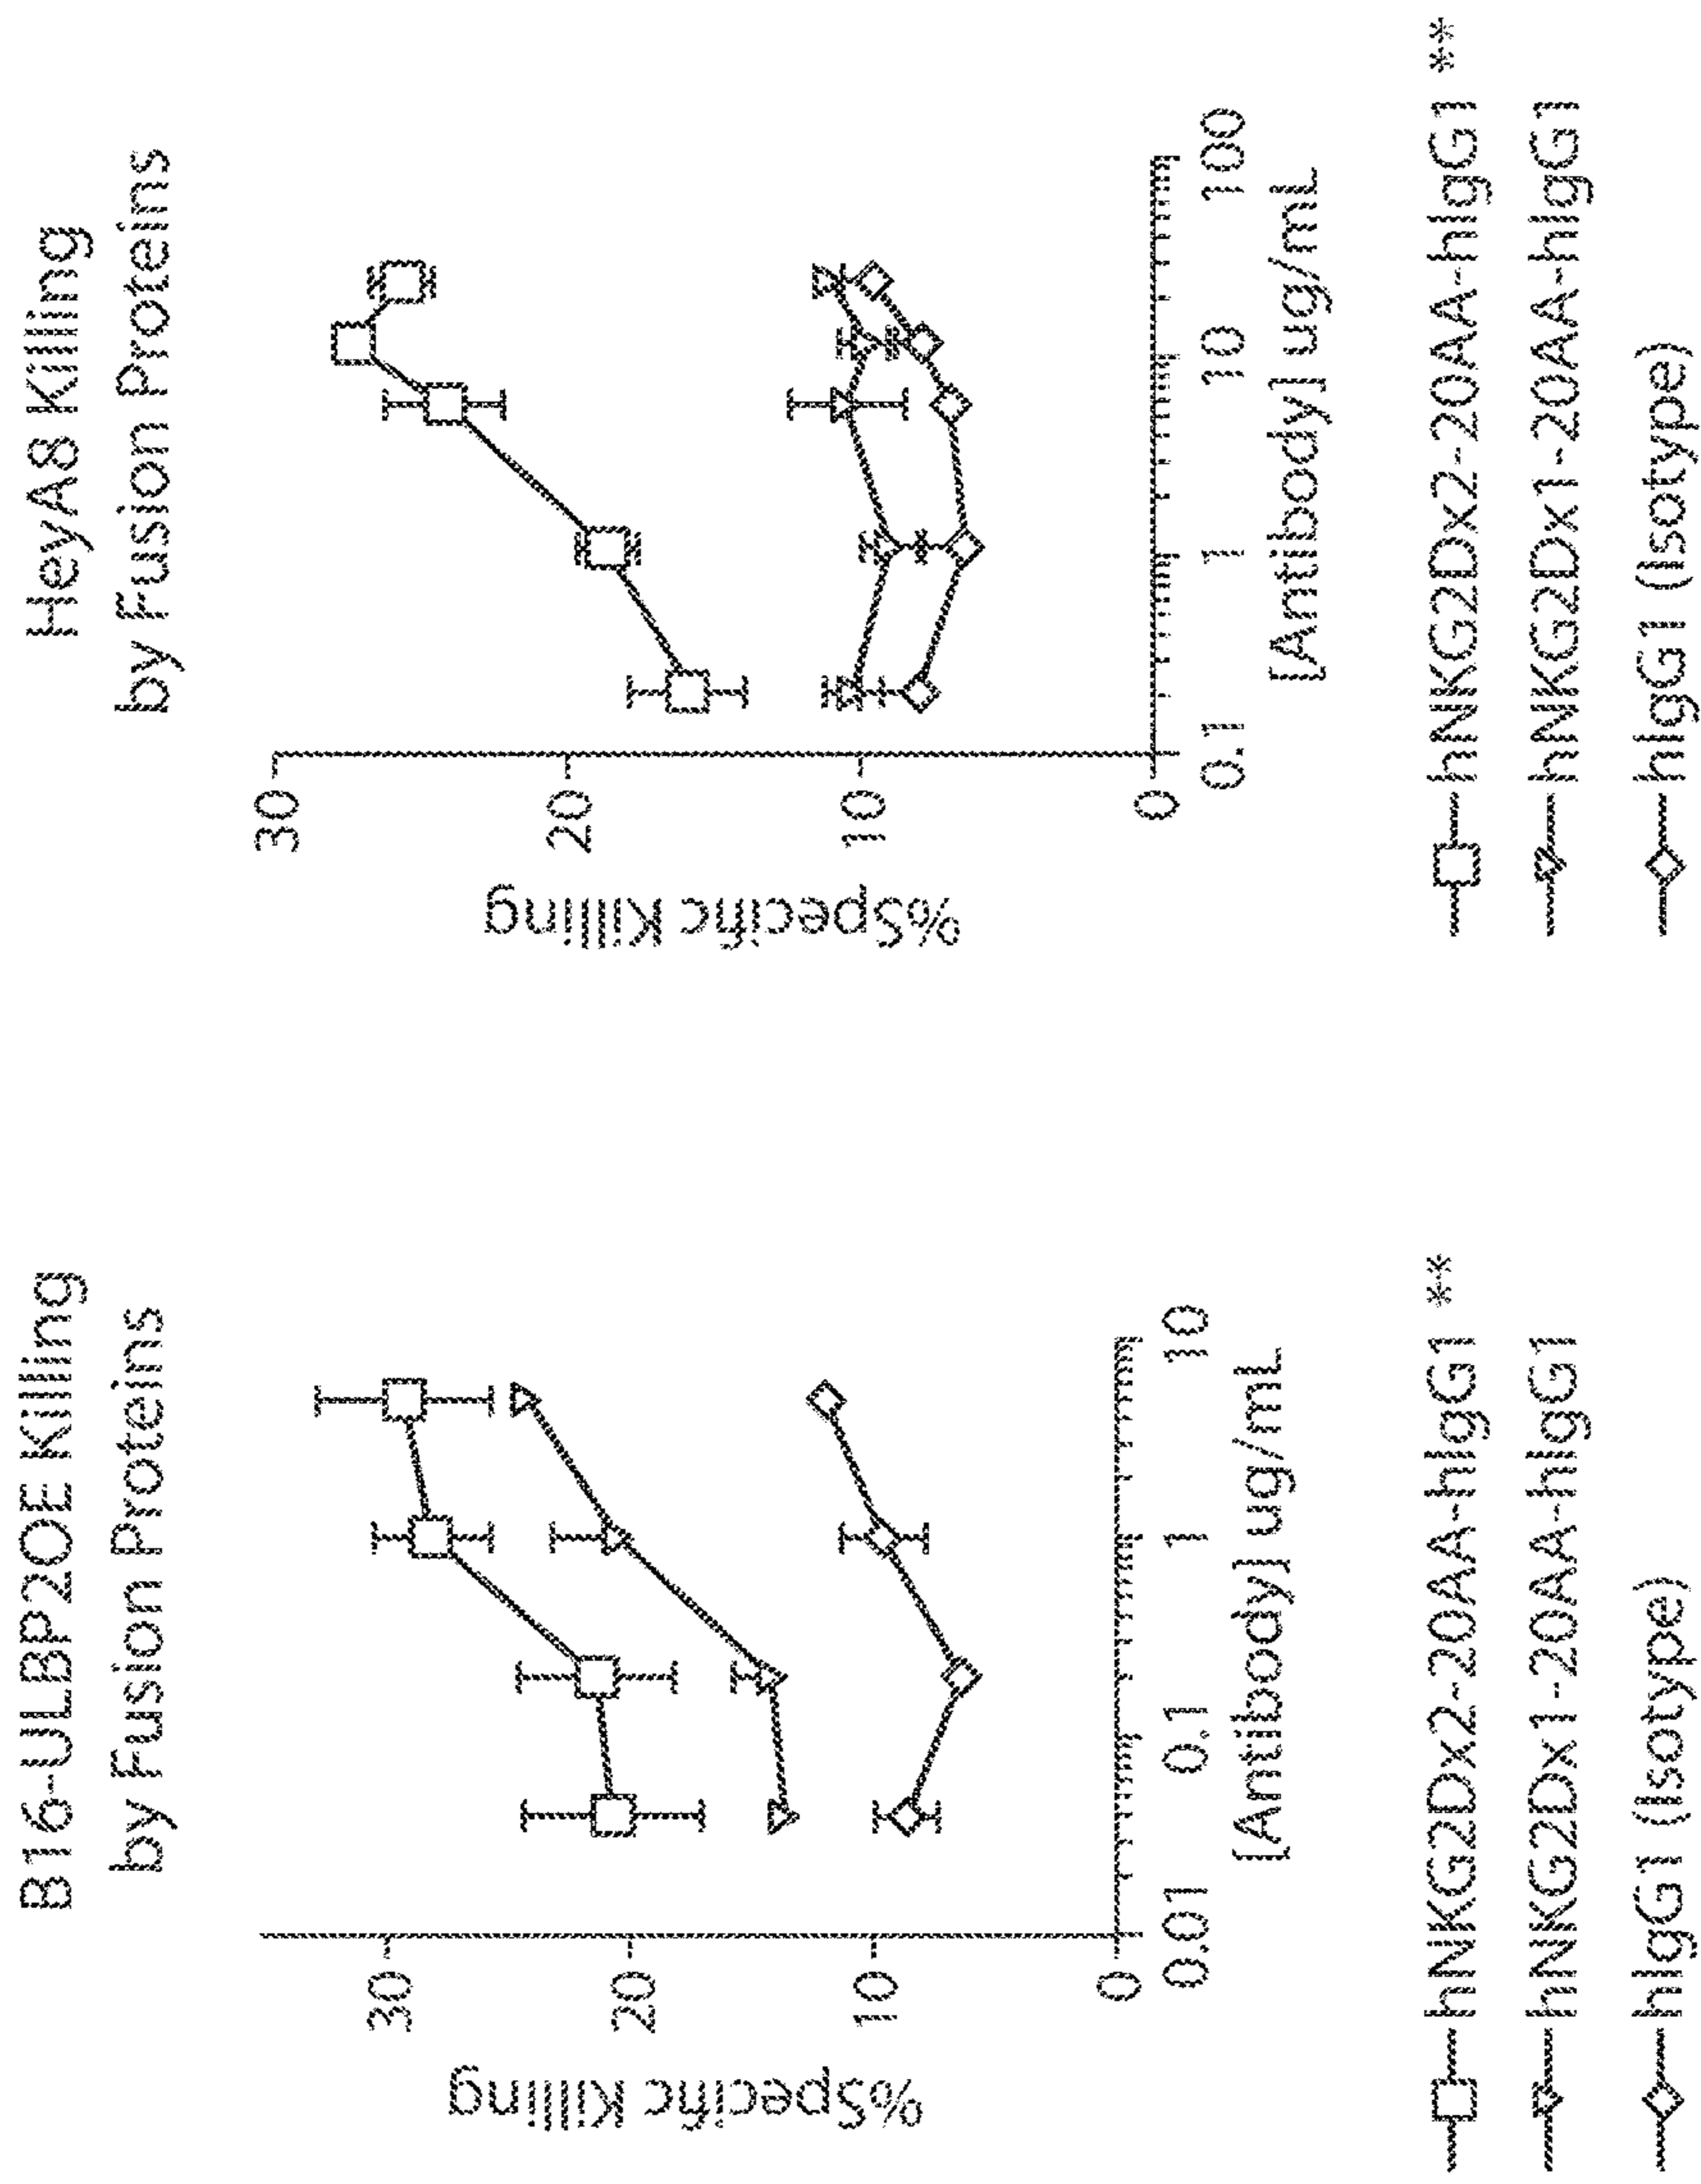 B16-ULBP2OE Killing
by Fusion Proteins
%Specific Killing
30
20
10
0
0.01
0.1
1
10
[Antibody] ug/mL
hNKG2Dx2-20AA-hIgG1 **
hNKG2Dx1-20AA-hIgG1
hIgG1 (Isotype)
HeyA8 Killing
by Fusion Proteins
%Specific Killing
30
20
10
0
0.1
1
10
100
[Antibody] ug/mL
hNKG2Dx2-20AA-hIgG1 **
hNKG2Dx1-20AA-hIgG1
hIgG1 (Isotype)